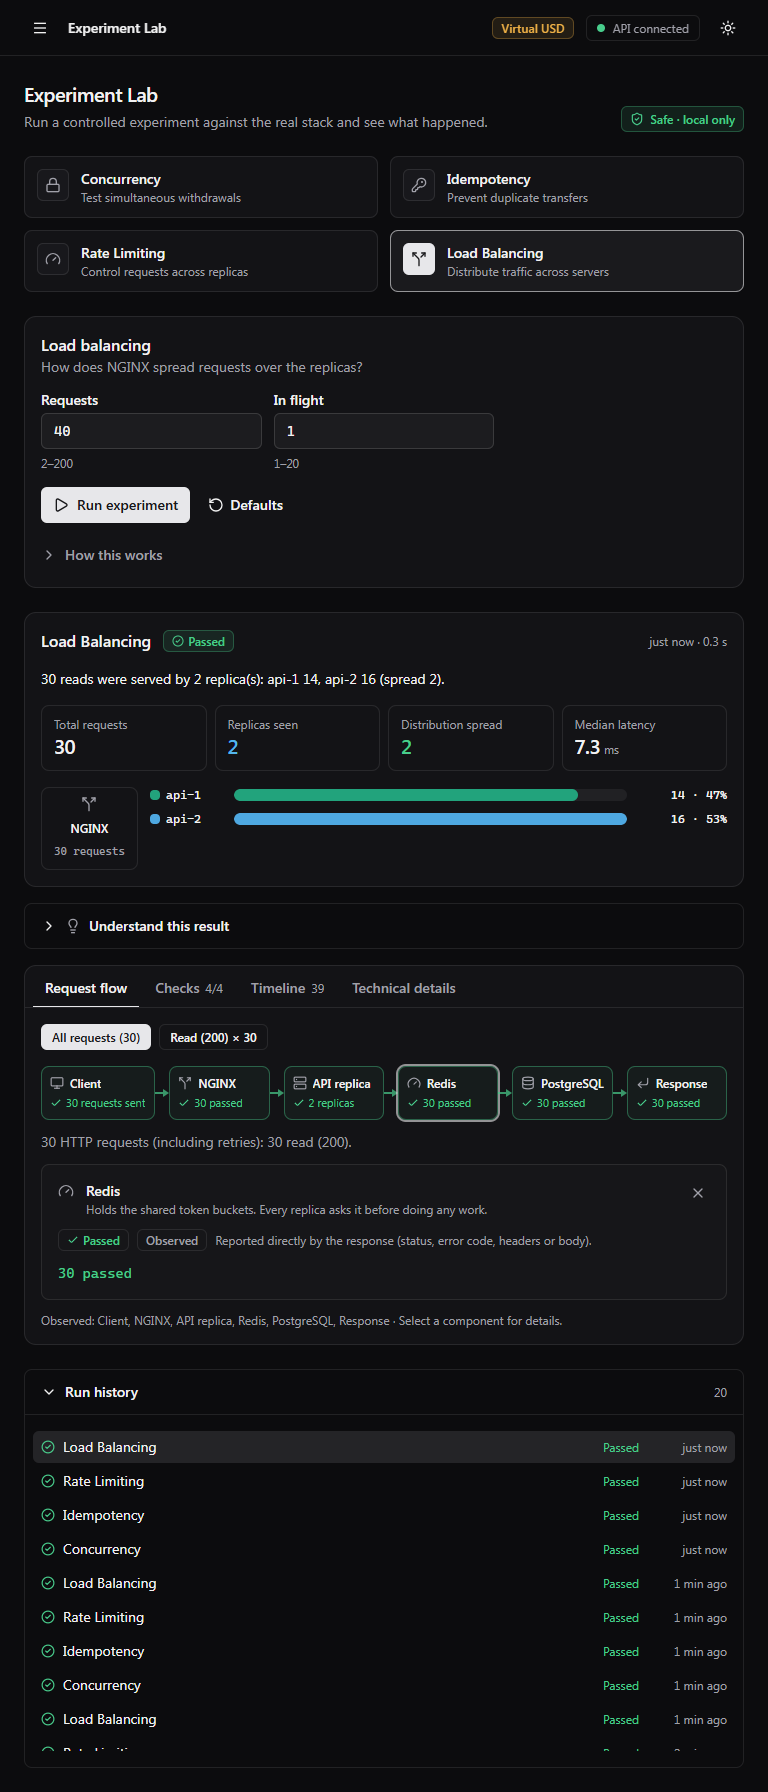 Experiment Lab
Virtual USD
API connected
Experiment Lab
Run a controlled experiment against the real stack and see what happened.
Safe · local only
Concurrency
Test simultaneous withdrawals
Idempotency
Prevent duplicate transfers
Rate Limiting
Control requests across replicas
Load Balancing
Distribute traffic across servers
Load balancing
How does NGINX spread requests over the replicas?
Requests
In flight
40
1
2–200
1–20
Run experiment
Defaults
How this works
Load Balancing
Passed
just now · 0.3 s
30 reads were served by 2 replica(s): api-1 14, api-2 16 (spread 2).
Total requests
30
Replicas seen
2
Distribution spread
2
Median latency
7.3 ms
NGINX
30 requests
api-1
14 · 47%
api-2
16 · 53%
Understand this result
Request flow
Checks 4/4
Timeline 39
Technical details
All requests (30)
Read (200) × 30
Client
30 requests sent
NGINX
30 passed
API replica
2 replicas
Redis
30 passed
PostgreSQL
30 passed
Response
30 passed
30 HTTP requests (including retries): 30 read (200).
Redis
Holds the shared token buckets. Every replica asks it before doing any work.
Passed
Observed
Reported directly by the response (status, error code, headers or body).
30 passed
Observed: Client, NGINX, API replica, Redis, PostgreSQL, Response · Select a component for details.
Run history
20
Load Balancing Passed just now
Rate Limiting Passed just now
Idempotency Passed just now
Concurrency Passed just now
Load Balancing Passed 1 min ago
Rate Limiting Passed 1 min ago
Idempotency Passed 1 min ago
Concurrency Passed 1 min ago
Load Balancing Passed 1 min ago